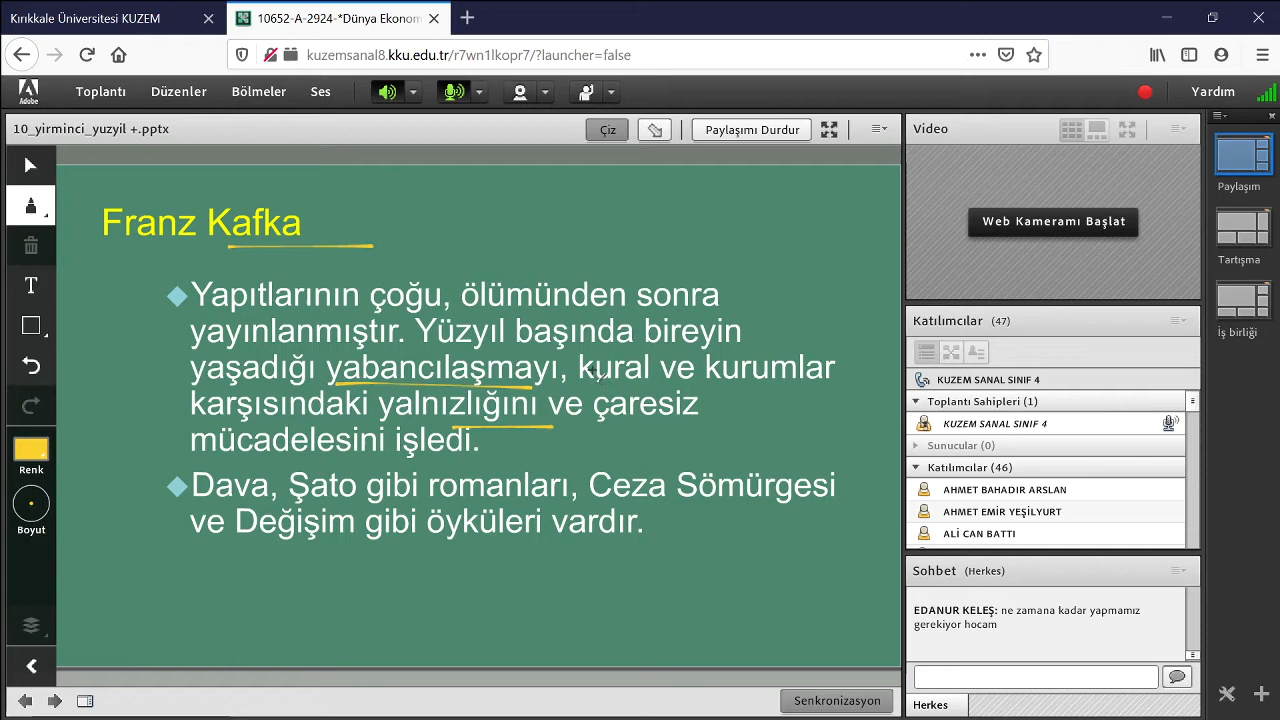 Kırıkkale Üniversitesi KUZEM
10652-A-2924-*Dünya Ekonom
kuzemsanal8.kku.edu.tr/r7wn1lkopr7/?launcher=false
Adobe
Toplantı
Düzenler
Bölmeler
Ses
Yardım
10_yirminci_yuzyil +.pptx
Çiz
Paylaşımı Durdur
Franz Kafka
Yapıtlarının çoğu, ölümünden sonra
yayınlanmıştır. Yüzyıl başında bireyin
yaşadığı yabancılaşmayı, kural ve kurumlar
karşısındaki yalnızlığını ve çaresiz
mücadelesini işledi.
Dava, Şato gibi romanları, Ceza Sömürgesi
ve Değişim gibi öyküleri vardır.
T
Renk
Boyut
Senkronizasyon
Video
Web Kameramı Başlat
Katılımcılar (47)
KUZEM SANAL SINIF 4
Toplantı Sahipleri (1)
KUZEM SANAL SINIF 4
Sunucular (0)
Katılımcılar (46)
AHMET BAHADIR ARSLAN
AHMET EMİR YEŞİLYURT
ALİ CAN BATTI
Sohbet (Herkes)
EDANUR KELEŞ: ne zamana kadar yapmamız
gerekiyor hocam
Herkes
Paylaşım
Tartışma
İş birliği